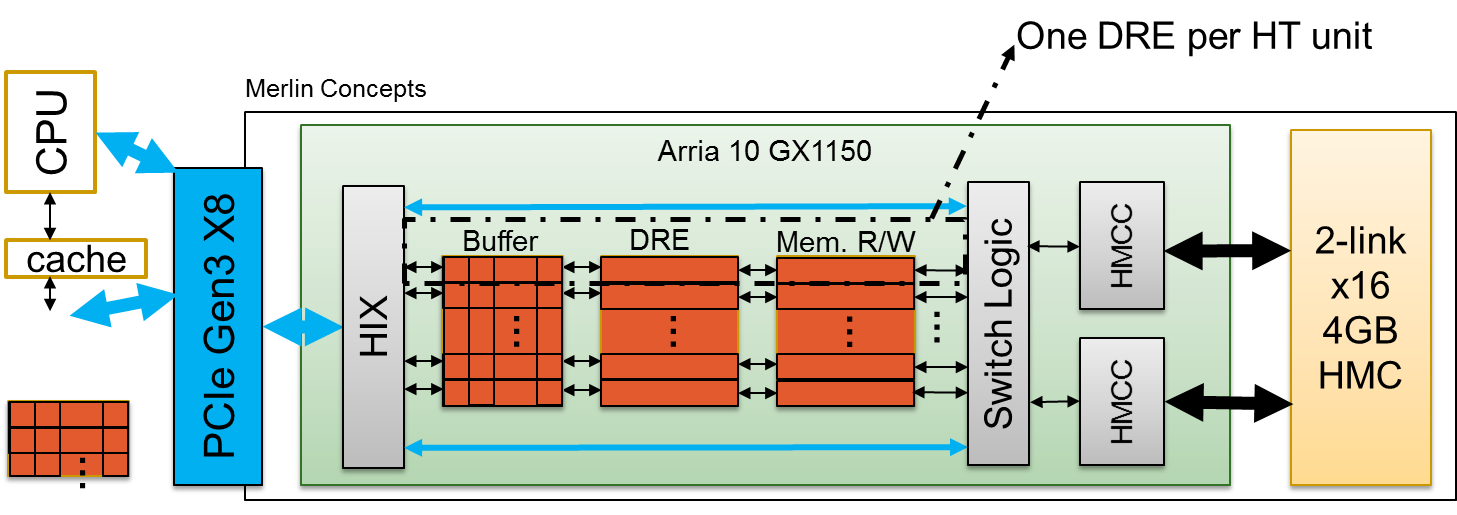 One DRE per HT unit
Merlin Concepts
CPU
cache
PCIe Gen3 X8
Arria 10 GX1150
HIX
Buffer
DRE
Mem. R/W
Switch Logic
HMCC
HMCC
2-link
x16
4GB
HMC